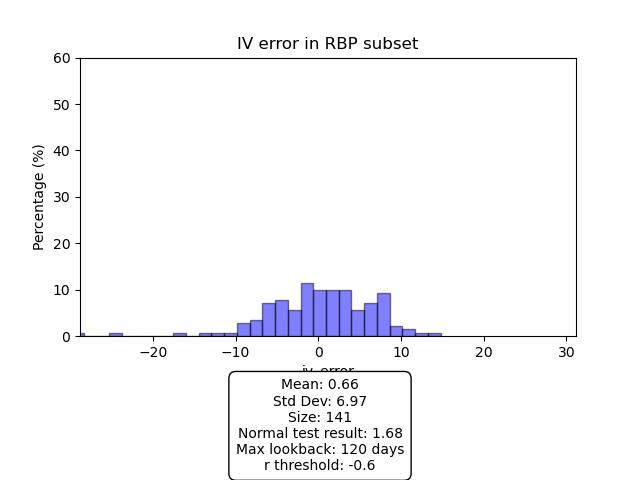 IV error in RBP subset
Percentage (%)
60
50
40
30
20
10
0
−20
−10
0
10
20
30
iv_error
Mean: 0.66
Std Dev: 6.97
Size: 141
Normal test result: 1.68
Max lookback: 120 days
r threshold: -0.6